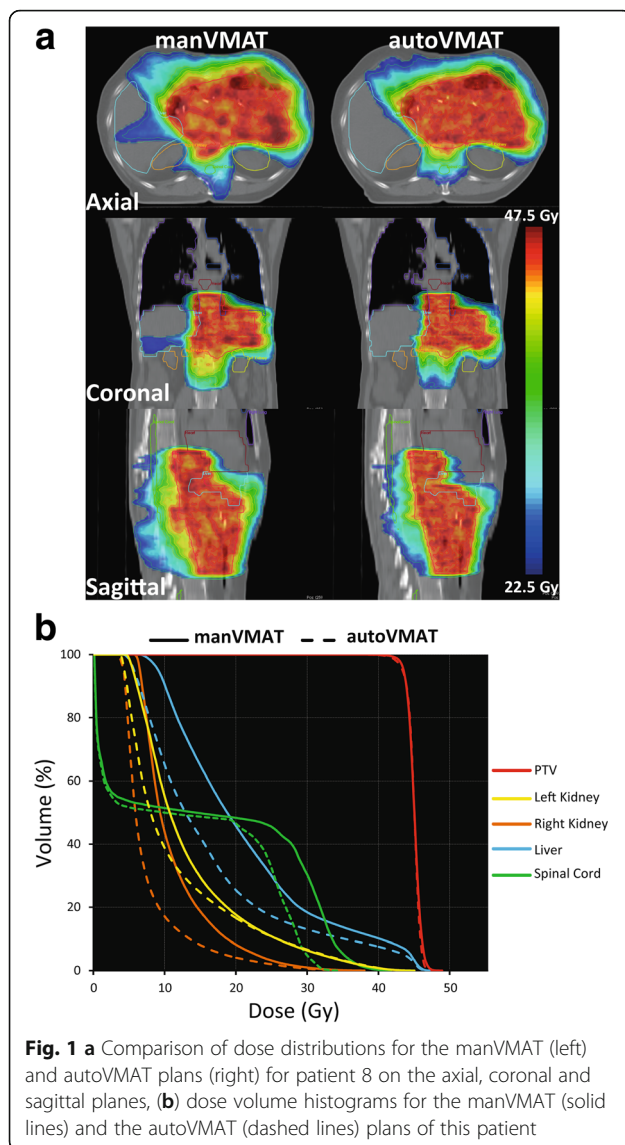 a
manVMAT autoVMAT
Axial
47.5 Gy
Coronal
Sagittal
22.5 Gy
b
manVMAT autoVMAT
100
80
60
40
20
0
Volume (%)
0 10 20 30 40 50
Dose (Gy)
PTV
Left Kidney
Right Kidney
Liver
Spinal Cord
Fig. 1 a Comparison of dose distributions for the manVMAT (left)
and autoVMAT plans (right) for patient 8 on the axial, coronal and
sagittal planes, (b) dose volume histograms for the manVMAT (solid
lines) and the autoVMAT (dashed lines) plans of this patient